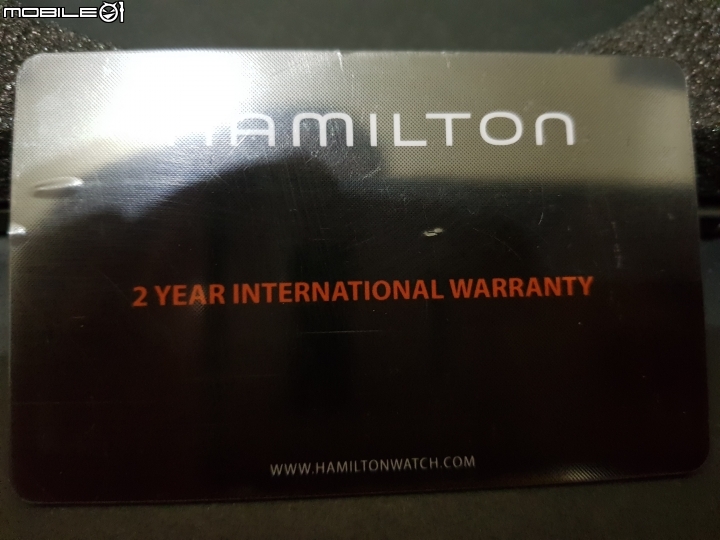 MOBILE01
HAMILTON
2 YEAR INTERNATIONAL WARRANTY
WWW.HAMILTONWATCH.COM